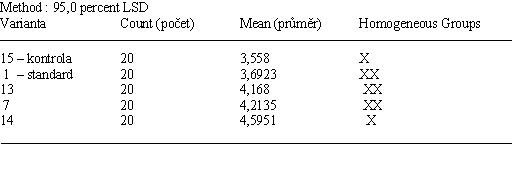 Method : 95,0 percent LSD
Varianta Count (počet) Mean (průměr) Homogeneous Groups
15 – kontrola 20 3,558 X
1 – standard 20 3,6923 XX
13 20 4,168 XX
7 20 4,2135 XX
14 20 4,5951 X